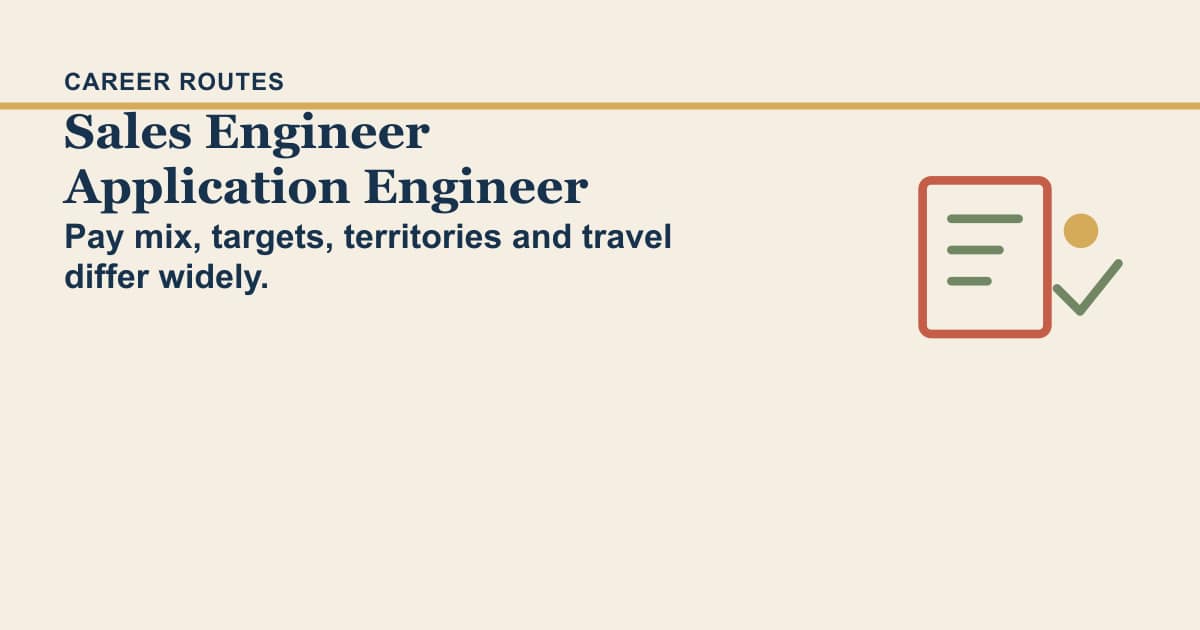 CAREER ROUTES
Sales Engineer
Application Engineer
Pay mix, targets, territories and travel
differ widely.